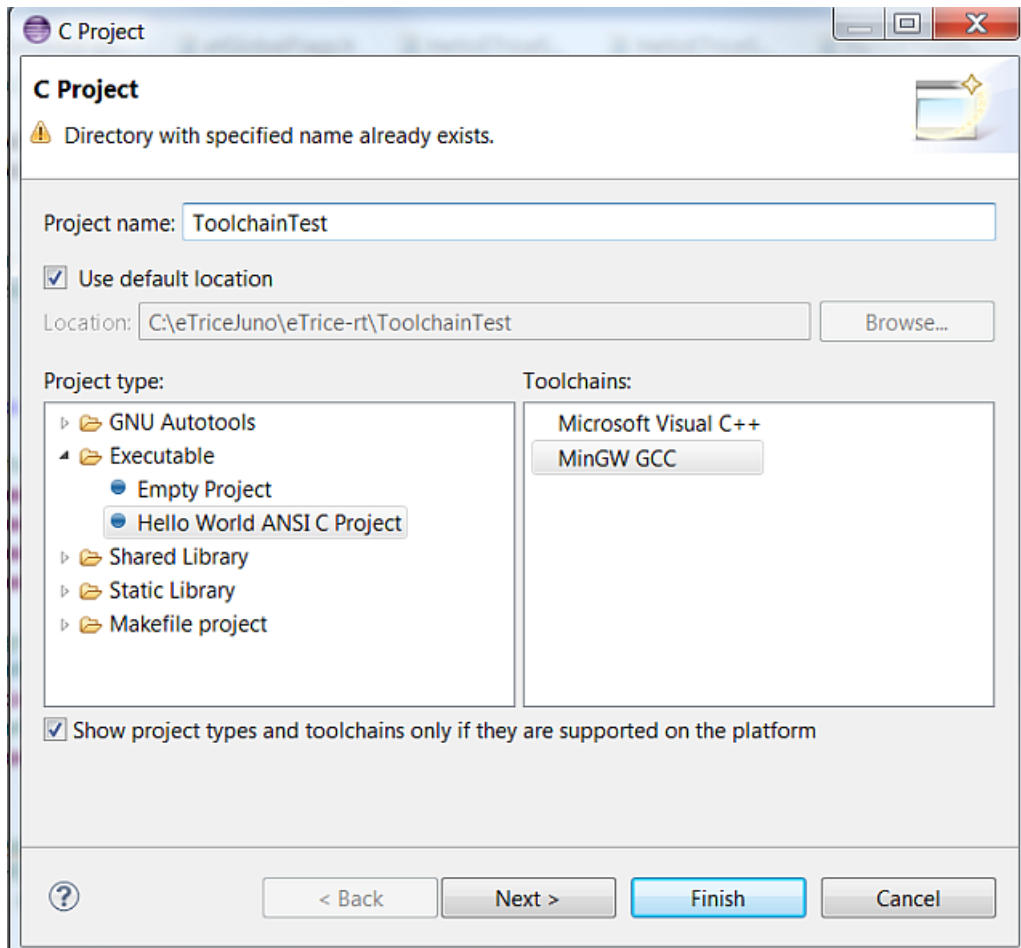 C Project
C Project
Directory with specified name already exists.
Project name: ToolchainTest
Use default location
Location: C:\eTriceJuno\eTrice-rt\ToolchainTest Browse...
Project type: Toolchains:
GNU Autotools Microsoft Visual C++
Executable MinGW GCC
Empty Project
Hello World ANSI C Project
Shared Library
Static Library
Makefile project
Show project types and toolchains only if they are supported on the platform
? < Back Next > Finish Cancel